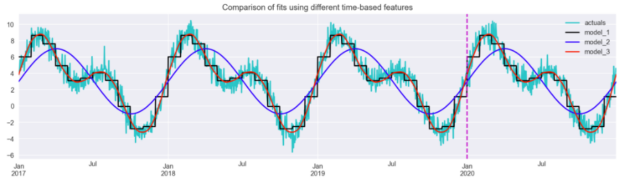 Comparison of fits using different time-based features
actuals
model_1
model_2
model_3
10
8
6
4
2
0
−2
−4
−6
Jan
2017
Jul
Jan
2018
Jul
Jan
2019
Jul
Jan
2020
Jul